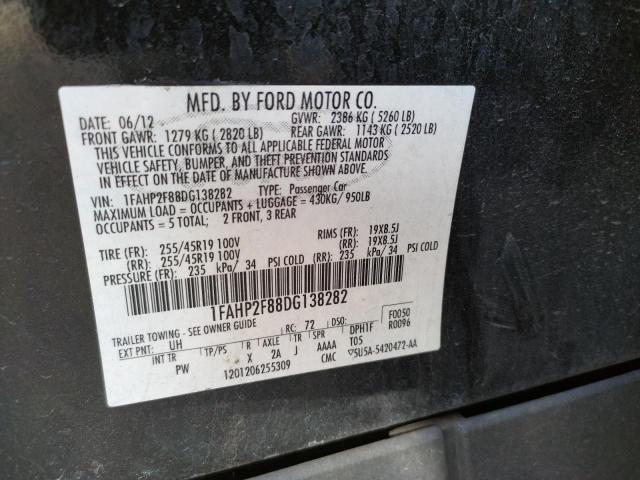 MFD. BY FORD MOTOR CO.
DATE: 06/12 GVWR: 2386 KG ( 5260 LB)
FRONT GAWR: 1279 KG ( 2820 LB) REAR GAWR: 1143 KG ( 2520 LB)
THIS VEHICLE CONFORMS TO ALL APPLICABLE FEDERAL MOTOR
VEHICLE SAFETY, BUMPER, AND THEFT PREVENTION STANDARDS
IN EFFECT ON THE DATE OF MANUFACTURE SHOWN ABOVE.
VIN: 1FAHP2F88DG138282 TYPE: Passenger Car
MAXIMUM LOAD = OCCUPANTS + LUGGAGE = 430KG/ 950LB
OCCUPANTS = 5 TOTAL; 2 FRONT, 3 REAR
TIRE (FR): 255/45R19 100V RIMS (FR): 19X8.5J
(RR): 255/45R19 100V (RR): 19X8.5J
PRESSURE (FR): 235 kPa/ 34 PSI COLD (RR): 235 kPa/ 34 PSI COLD
1FAHP2F88DG138282
TRAILER TOWING - SEE OWNER GUIDE RC: 72 DSO: F0050
EXT PNT: UH R AXLE TR SPR DPH1F R0096
INT TR TP/PS R AXLE TR SPR T05
PW X 2A J AAAA CMC ▽5U5A-5420472-AA
1201206255309